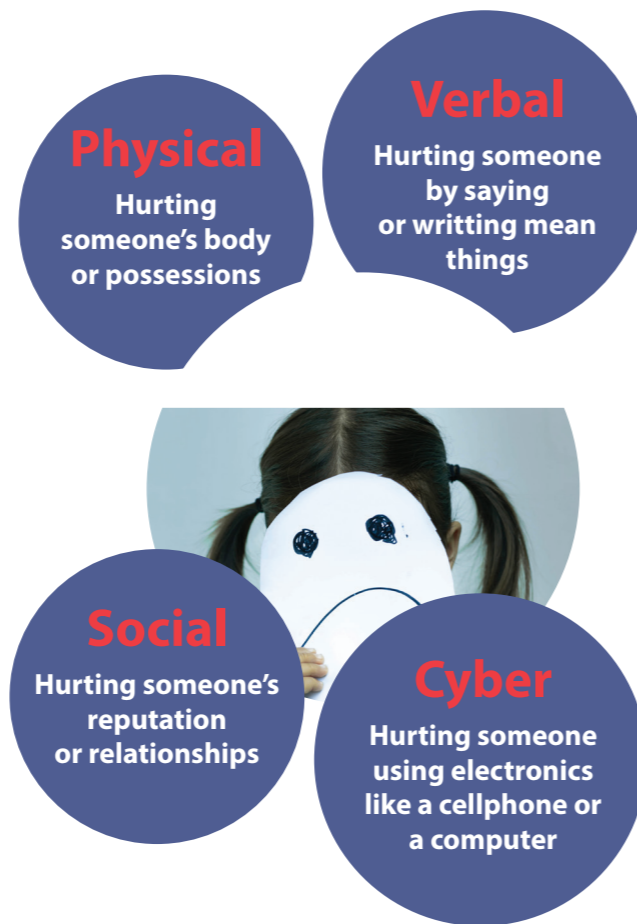 Physical
Hurting
someone's body
or possessions
Verbal
Hurting someone
by saying
or writting mean
things
Social
Hurting someone's
reputation
or relationships
Cyber
Hurting someone
using electronics
like a cellphone or
a computer